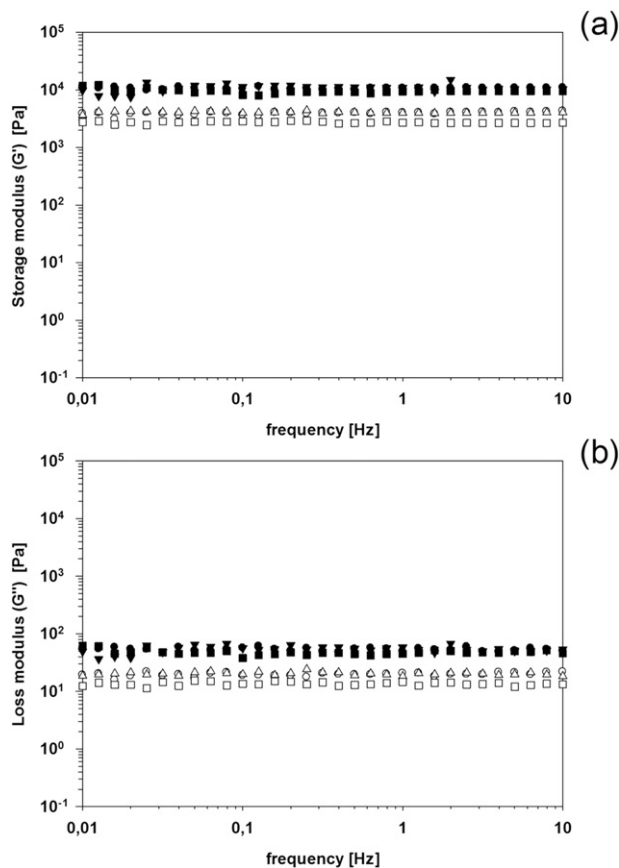 (a)
10⁵
10⁴
10³
10²
10¹
10⁰
10⁻¹
Storage modulus (G') [Pa]
0,01 0,1 1 10
frequency [Hz]
(b)
10⁵
10⁴
10³
10²
10¹
10⁰
10⁻¹
Loss modulus (G'') [Pa]
0,01 0,1 1 10
frequency [Hz]